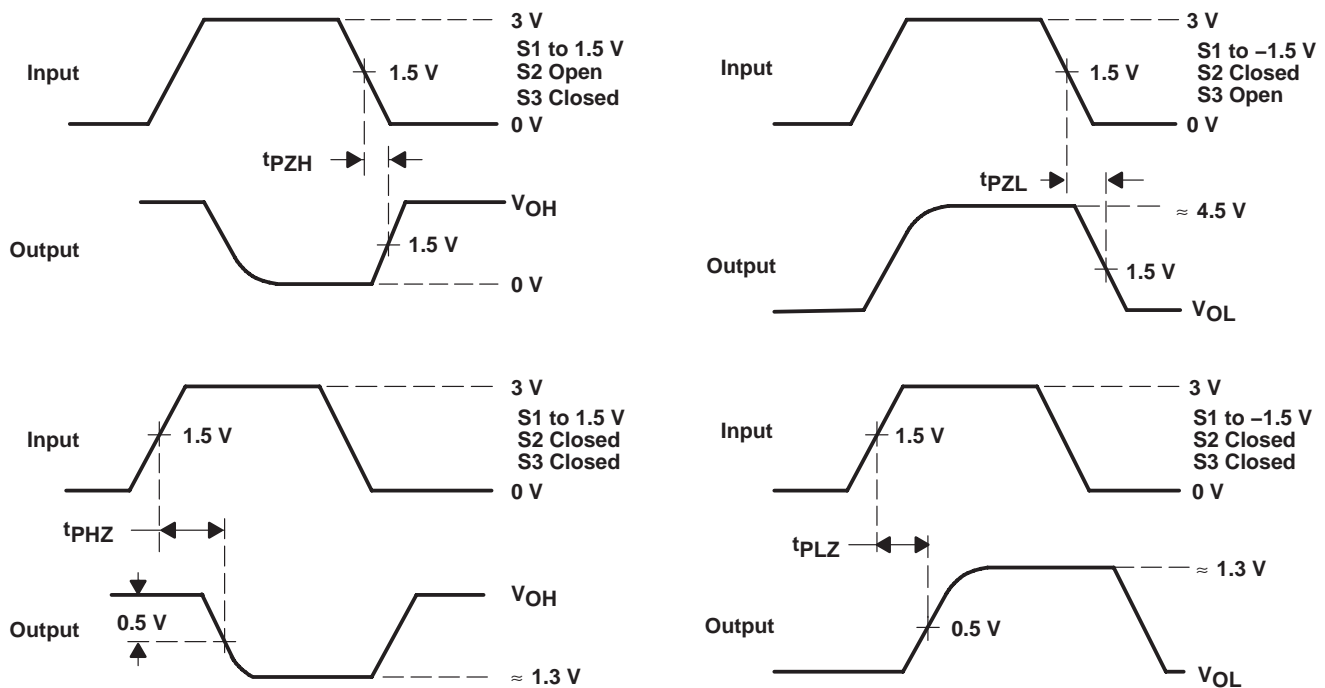 3 V
S1 to 1.5 V
Input
S2 Open
1.5 V
S3 Closed
0 V
tPZH
VOH
Output
1.5 V
0 V
3 V
S1 to −1.5 V
Input
S2 Closed
1.5 V
S3 Open
0 V
tPZL
≈ 4.5 V
Output
1.5 V
VOL
3 V
S1 to 1.5 V
Input
1.5 V
S2 Closed
S3 Closed
0 V
tPHZ
VOH
0.5 V
Output
≈ 1.3 V
3 V
S1 to −1.5 V
Input
1.5 V
S2 Closed
S3 Closed
0 V
tPLZ
≈ 1.3 V
Output
0.5 V
VOL